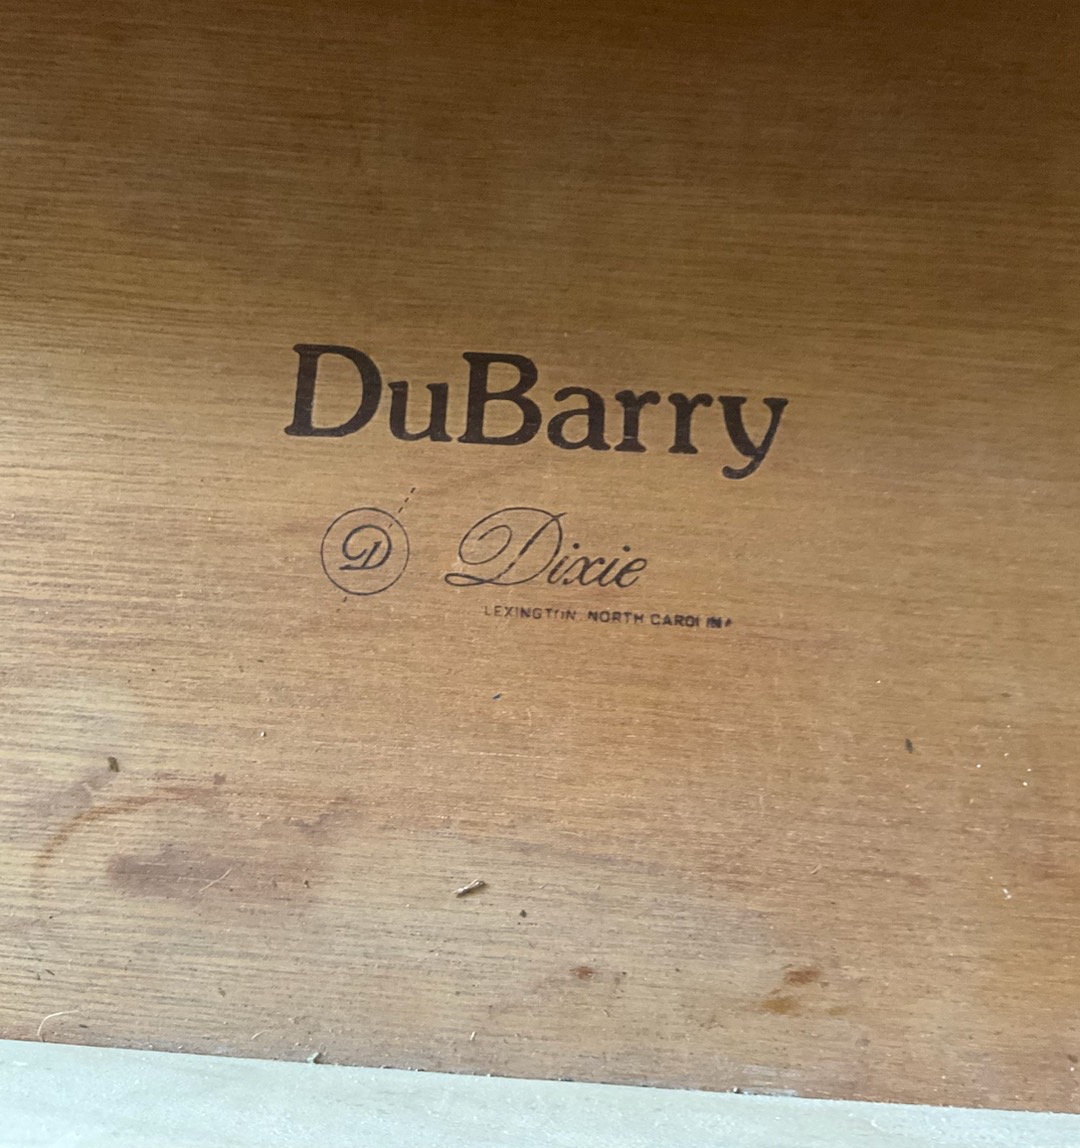 DuBarry
D Dixie
LEXINGTON, NORTH CAROLINA